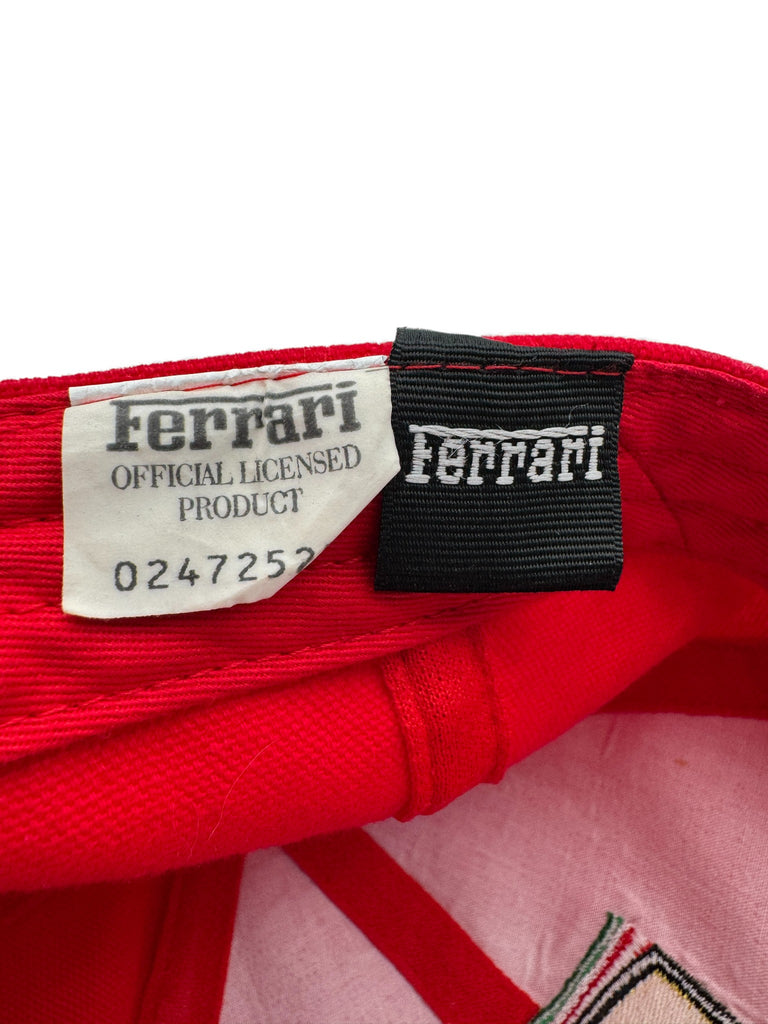 Ferrari
OFFICIAL LICENSED
PRODUCT
0247252
Ferrari